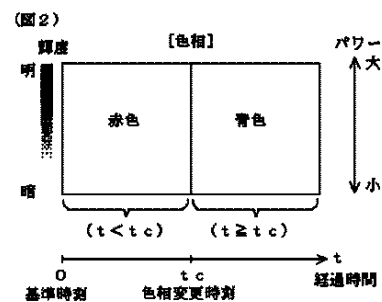 (図2)
輝度 [色相] パワー
明 大
赤色 青色
暗 小
(t<tc) (t≧tc)
t
0 tc 経過時間
基準時刻 色相変更時刻